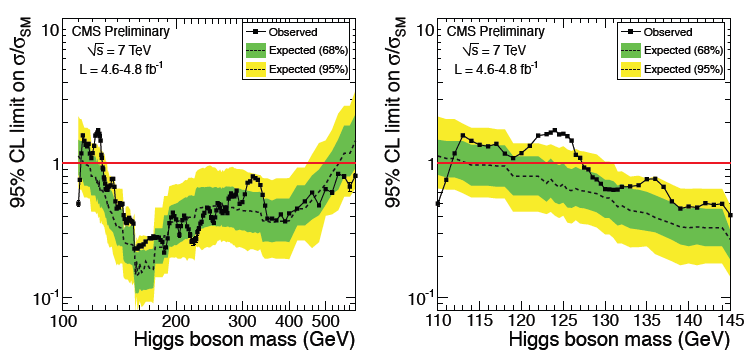 CMS Preliminary
√s = 7 TeV
L = 4.6-4.8 fb⁻¹
Observed
Expected (68%)
Expected (95%)
95% CL limit on σ/σSM
10
1
10⁻¹
100 200 300 400 500
Higgs boson mass (GeV)
CMS Preliminary
√s = 7 TeV
L = 4.6-4.8 fb⁻¹
Observed
Expected (68%)
Expected (95%)
95% CL limit on σ/σSM
10
1
10⁻¹
110 115 120 125 130 135 140 145
Higgs boson mass (GeV)